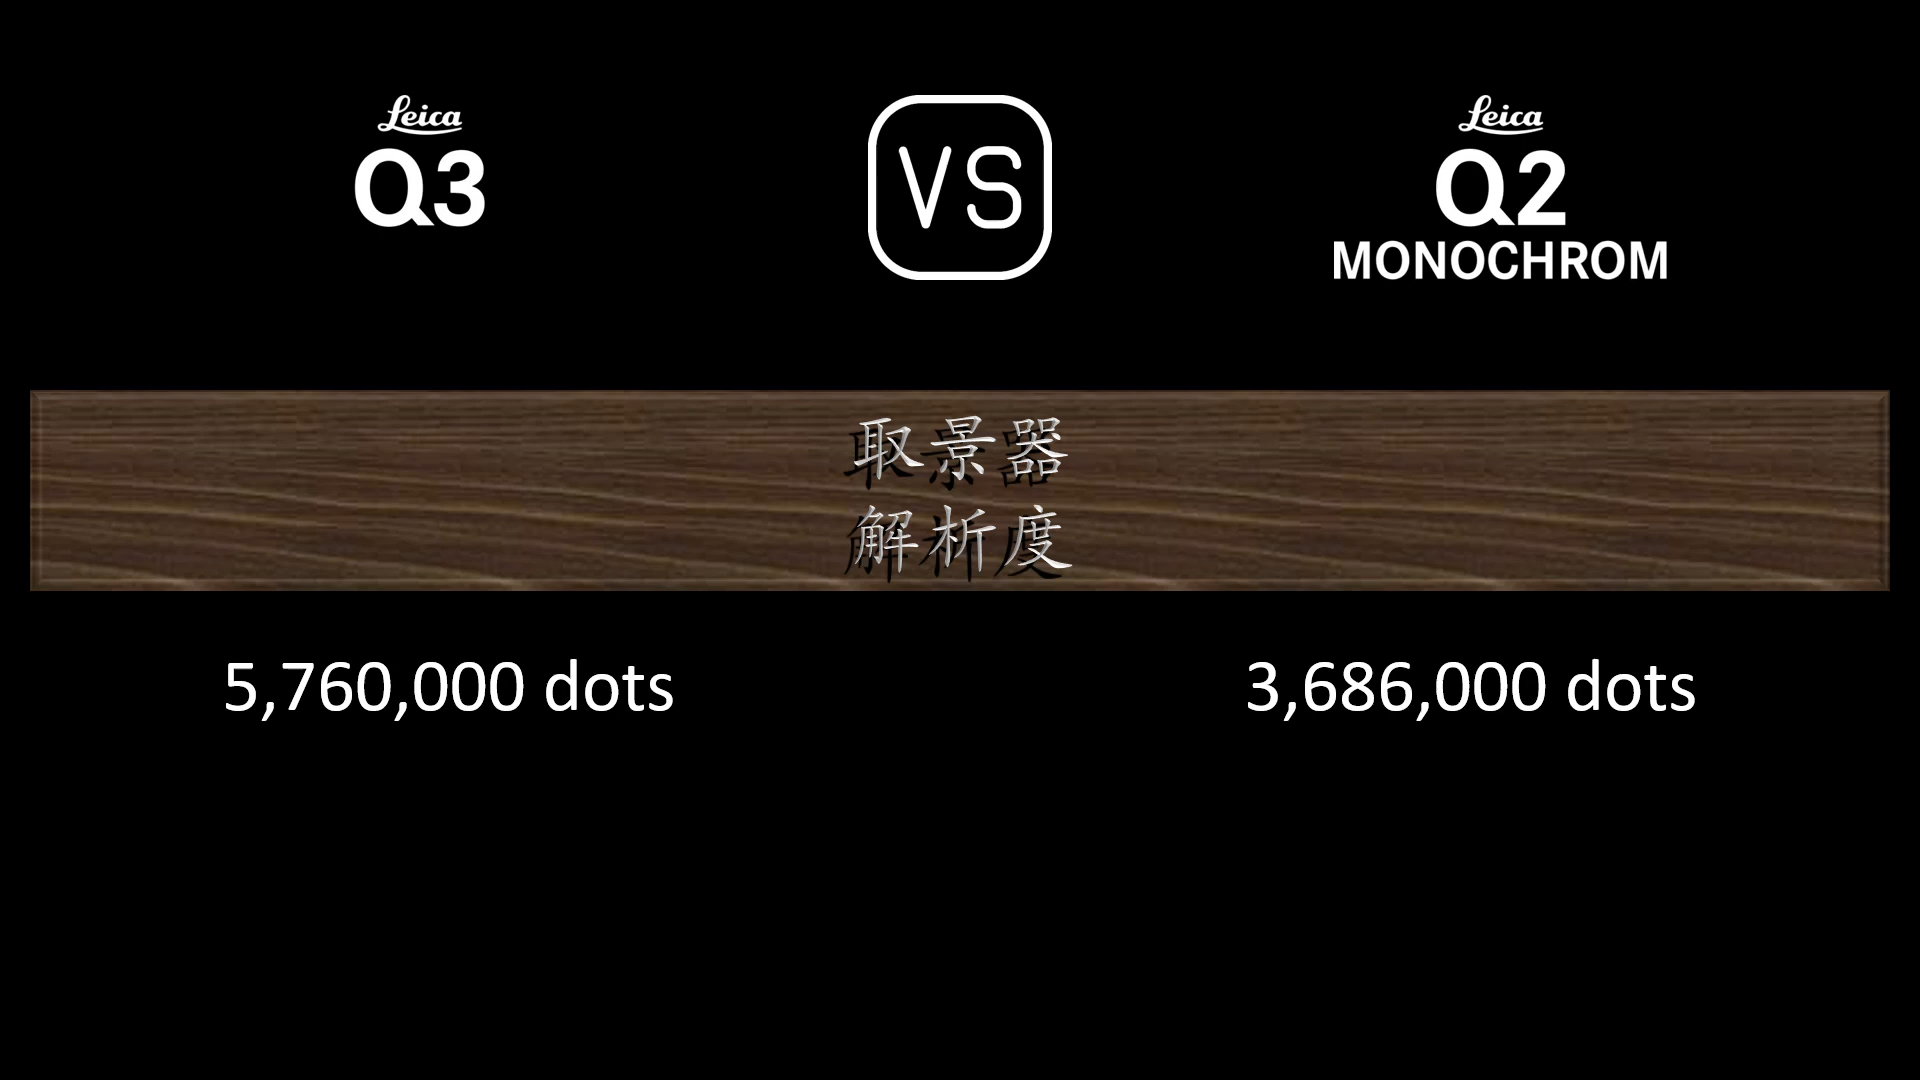 Leica
Q3
VS
Leica
Q2
MONOCHROM
取景器
解析度
5,760,000 dots
3,686,000 dots